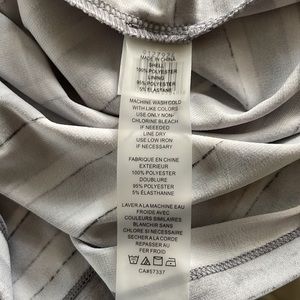 MADE IN CHINA
SHELL
100% POLYESTER
LINING
95% POLYESTER
5% ELASTANE
MACHINE WASH COLD
WITH LIKE COLORS
USE ONLY NON-
CHLORINE BLEACH
IF NEEDED
LINE DRY
USE LOW IRON
IF NECESSARY
FABRIQUE EN CHINE
EXTERIEUR
100% POLYESTER
DOUBLURE
95% POLYESTER
5% ÉLASTHANNE
LAVER A LA MACHINE EAU
FROIDE AVEC
COULEURS SIMILAIRES
BLANCHIR SANS
CHLORE SI NÉCESSAIRE
SECHER A LA CORDE
REPASSER AU
FER FROID
CA#57337